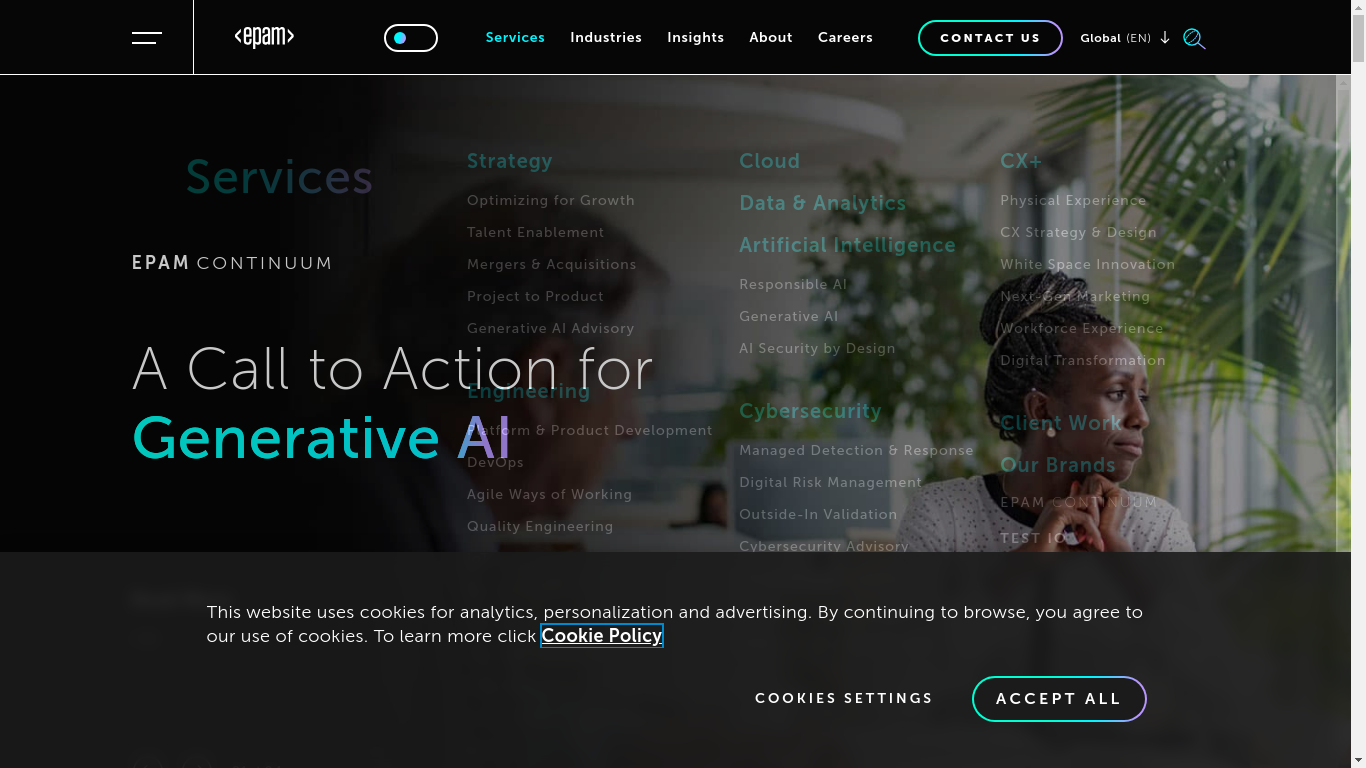 <epam>
Services
Industries
Insights
About
Careers
CONTACT US
Global (EN)
Services
Strategy
Optimizing for Growth
Talent Enablement
Mergers & Acquisitions
Project to Product
Generative AI Advisory
Engineering
Platform & Product Development
DevOps
Agile Ways of Working
Quality Engineering
Cloud
Data & Analytics
Artificial Intelligence
Responsible AI
Generative AI
AI Security by Design
Cybersecurity
Managed Detection & Response
Digital Risk Management
Outside-In Validation
Cybersecurity Advisory
CX+
Physical Experience
CX Strategy & Design
White Space Innovation
Next-Gen Marketing
Workforce Experience
Digital Transformation
Client Work
Our Brands
EPAM CONTINUUM
TEST IO
EPAM CONTINUUM
A Call to Action for
Generative AI
This website uses cookies for analytics, personalization and advertising. By continuing to browse, you agree to
our use of cookies. To learn more click Cookie Policy
COOKIES SETTINGS
ACCEPT ALL